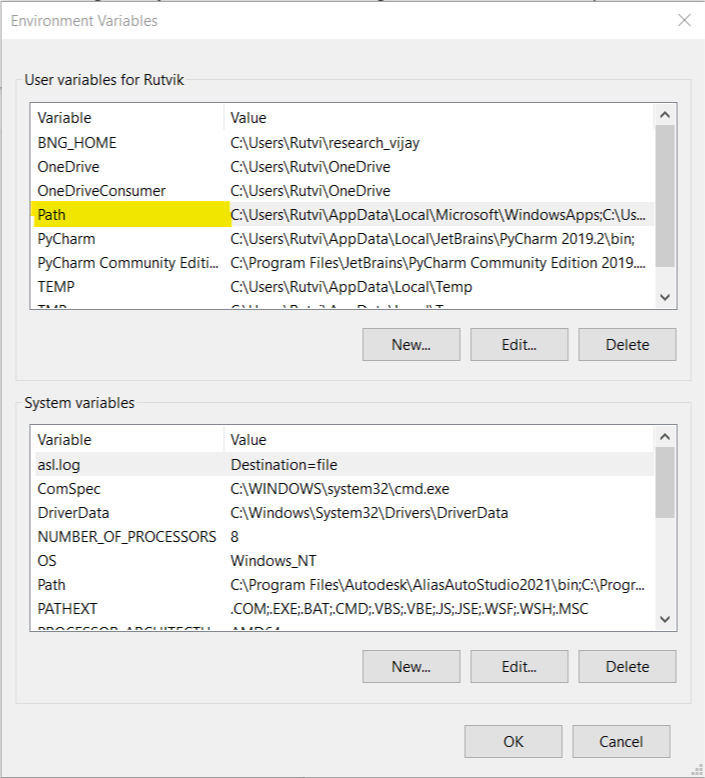 Environment Variables
User variables for Rutvik
Variable Value
BNG_HOME C:\Users\Rutvi\research_vijay
OneDrive C:\Users\Rutvi\OneDrive
OneDriveConsumer C:\Users\Rutvi\OneDrive
Path C:\Users\Rutvi\AppData\Local\Microsoft\WindowsApps;C:\Us...
PyCharm C:\Users\Rutvi\AppData\Local\JetBrains\PyCharm 2019.2\bin;
PyCharm Community Editi... C:\Program Files\JetBrains\PyCharm Community Edition 2019....
TEMP C:\Users\Rutvi\AppData\Local\Temp
New... Edit... Delete
System variables
Variable Value
asl.log Destination=file
ComSpec C:\WINDOWS\system32\cmd.exe
DriverData C:\Windows\System32\Drivers\DriverData
NUMBER_OF_PROCESSORS 8
OS Windows_NT
Path C:\Program Files\Autodesk\AliasAutoStudio2021\bin;C:\Progr...
PATHEXT .COM;.EXE;.BAT;.CMD;.VBS;.VBE;.JS;.JSE;.WSF;.WSH;.MSC
New... Edit... Delete
OK Cancel